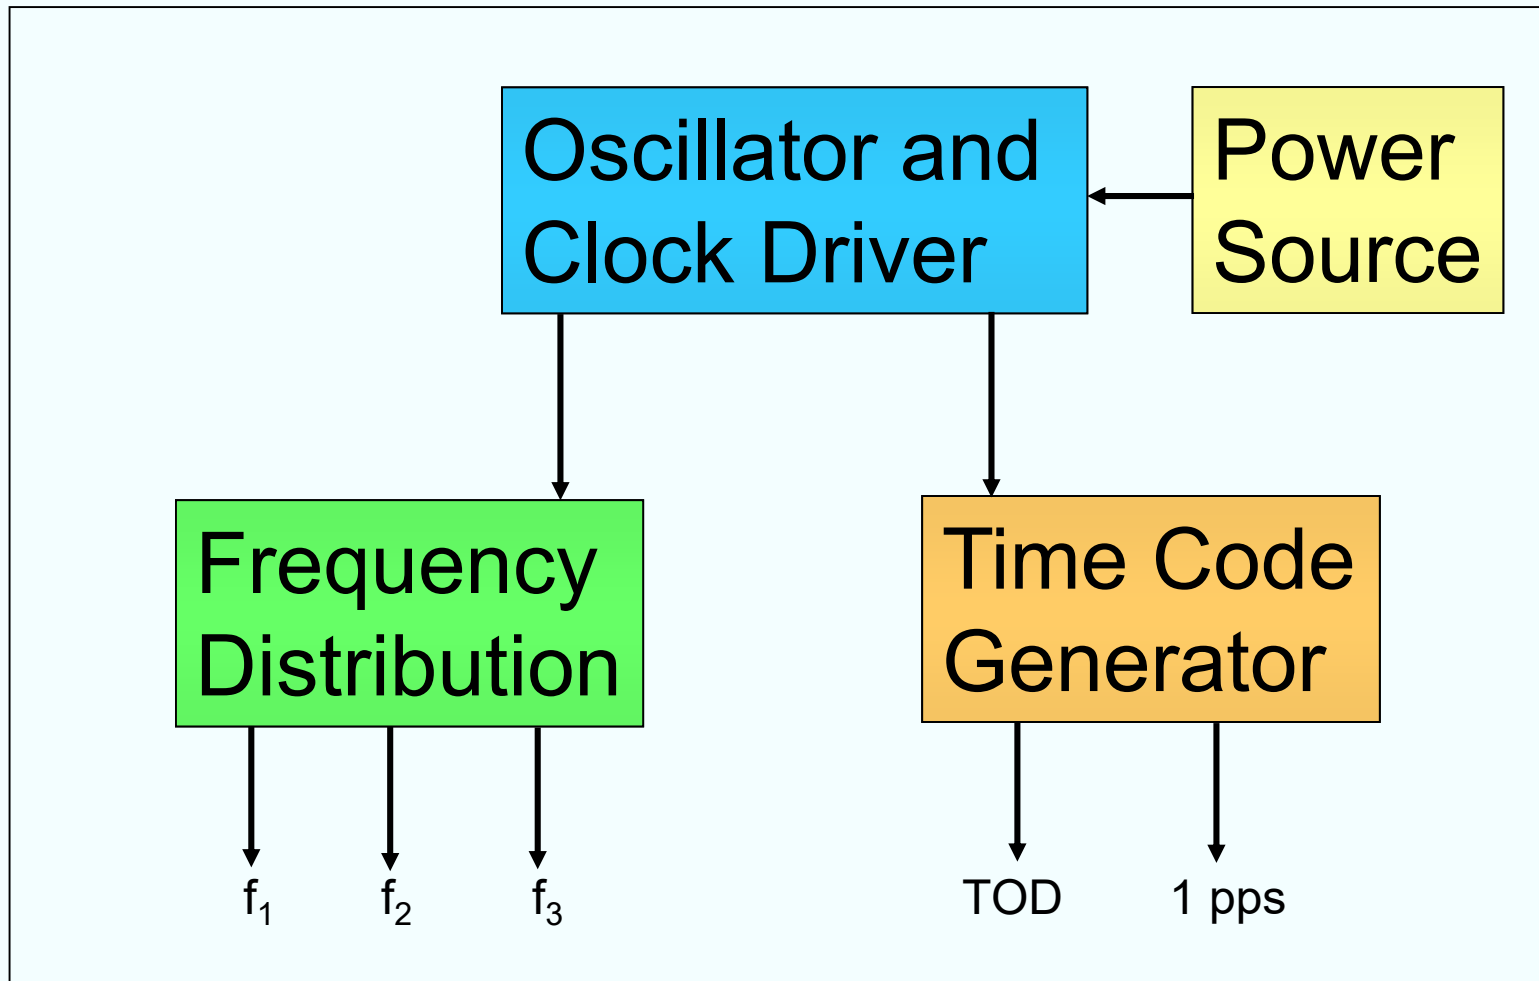 Oscillator and
Clock Driver
Power
Source
Frequency
Distribution
Time Code
Generator
f₁
f₂
f₃
TOD
1 pps